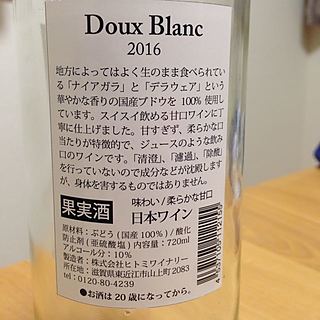 Doux Blanc
2016
地方によってはよく生のまま食べられて
いる「ナイアガラ」と「デラウェア」という
華やかな香りの国産ブドウを 100% 使用し
ています。スイスイ飲める甘口ワインに丁
寧に仕上げました。甘すぎず、柔らかな口
当たりが特徴的で、ジュースのような飲み
口のワインです。「清澄」、「濾過」、「除酸」
を行っていないので成分などが沈殿します
が、身体を害するものではありません。
果実酒
味わい / 柔らかな甘口
日本ワイン
原材料：ぶどう (国産 100%) / 酸化
防止剤 (亜硫酸塩) 内容量：720ml
アルコール分：10%
製造者：株式会社ヒトミワイナリー
所在地：滋賀県東近江市山上町2083
tel：0120-80-4239
●お酒は 20 歳になってから。